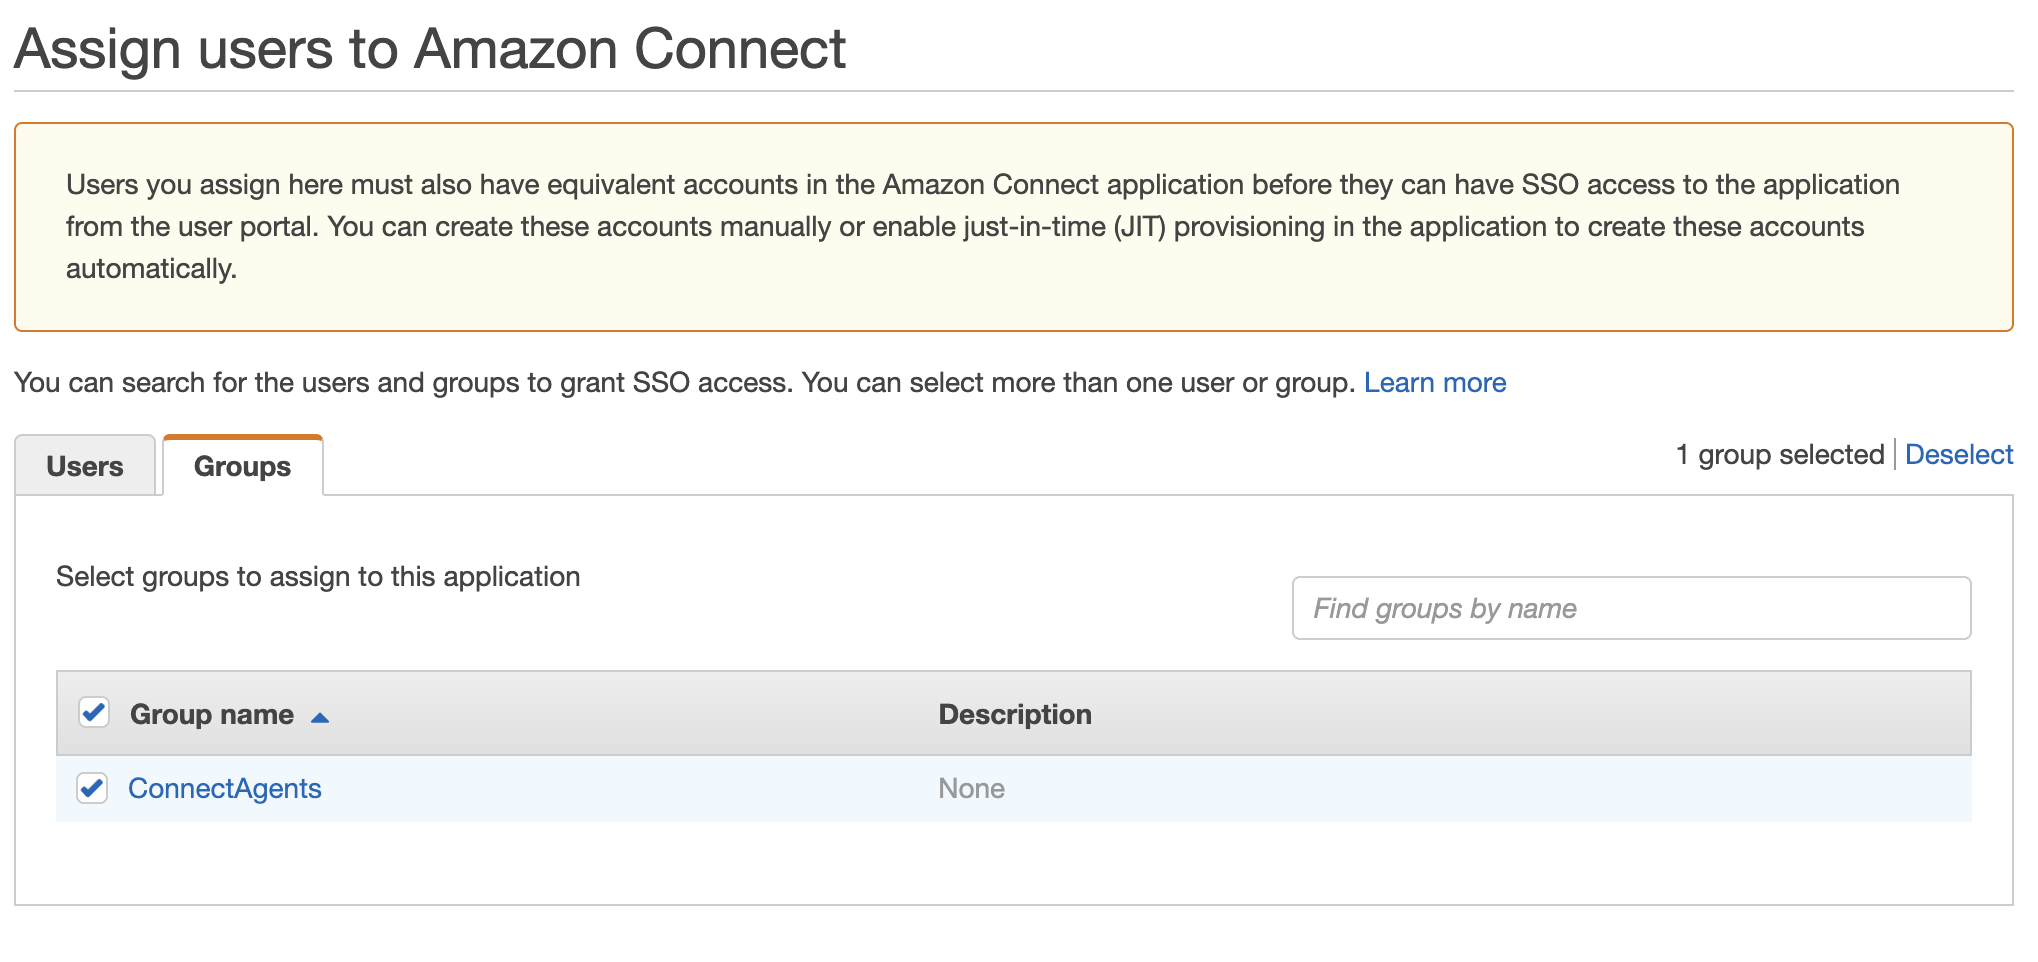 Assign users to Amazon Connect
Users you assign here must also have equivalent accounts in the Amazon Connect application before they can have SSO access to the application
from the user portal. You can create these accounts manually or enable just-in-time (JIT) provisioning in the application to create these accounts
automatically.
You can search for the users and groups to grant SSO access. You can select more than one user or group. Learn more
Users
Groups
1 group selected
Deselect
Select groups to assign to this application
Find groups by name
Group name
Description
ConnectAgents
None